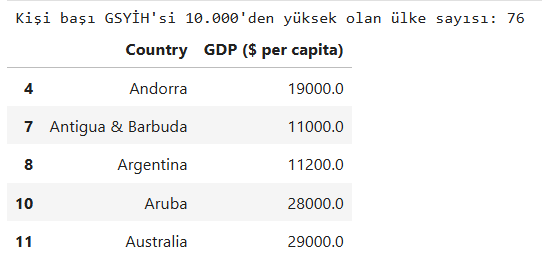 Kişi başı GSYİH'si 10.000'den yüksek olan ülke sayısı: 76
Country GDP ($ per capita)
4 Andorra 19000.0
7 Antigua & Barbuda 11000.0
8 Argentina 11200.0
10 Aruba 28000.0
11 Australia 29000.0